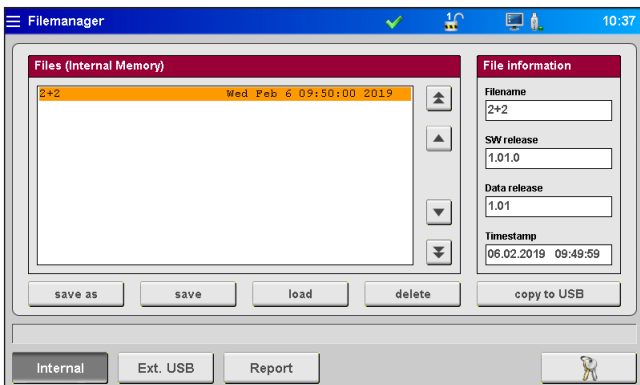 Filemanager
10:37
Files (Internal Memory)
2+2 Wed Feb 6 09:50:00 2019
File information
Filename
2+2
SW release
1.01.0
Data release
1.01
Timestamp
06.02.2019 09:49:59
save as save load delete copy to USB
Internal Ext. USB Report